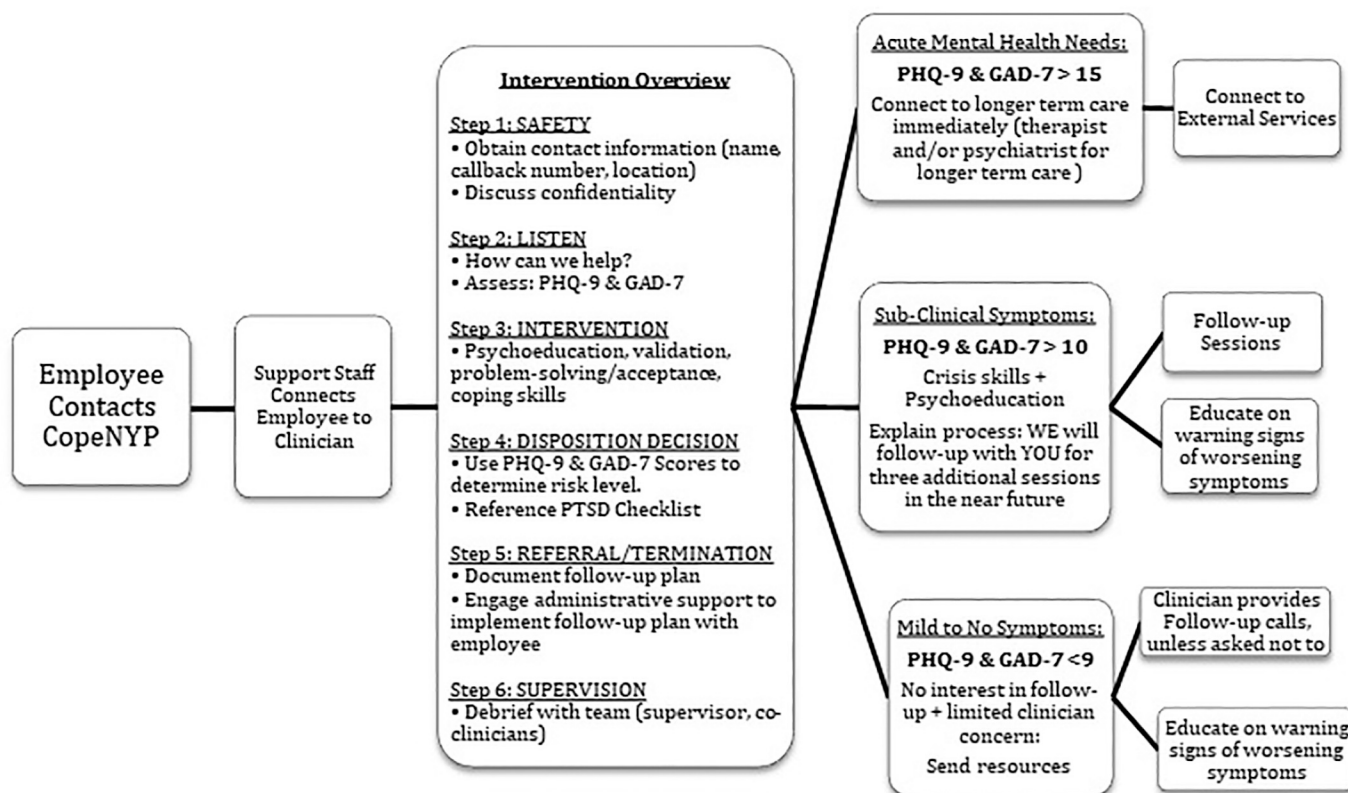 Employee
Contacts
CopeNYP
Support Staff
Connects
Employee to
Clinician
Intervention Overview
Step 1: SAFETY
• Obtain contact information (name,
callback number, location)
• Discuss confidentiality
Step 2: LISTEN
• How can we help?
• Assess: PHQ-9 & GAD-7
Step 3: INTERVENTION
• Psychoeducation, validation,
problem-solving/acceptance,
coping skills
Step 4: DISPOSITION DECISION
• Use PHQ-9 & GAD-7 Scores to
determine risk level.
• Reference PTSD Checklist
Step 5: REFERRAL/TERMINATION
• Document follow-up plan
• Engage administrative support to
implement follow-up plan with
employee
Step 6: SUPERVISION
• Debrief with team (supervisor, co-
clinicians)
Acute Mental Health Needs:
PHQ-9 & GAD-7 > 15
Connect to longer term care
immediately (therapist
and/or psychiatrist for
longer term care )
Connect to
External Services
Sub-Clinical Symptoms:
PHQ-9 & GAD-7 > 10
Crisis skills +
Psychoeducation
Explain process: WE will
follow-up with YOU for
three additional sessions
in the near future
Follow-up
Sessions
Educate on
warning signs
of worsening
symptoms
Mild to No Symptoms:
PHQ-9 & GAD-7 <9
No interest in follow-
up + limited clinician
concern:
Send resources
Clinician provides
Follow-up calls,
unless asked not to
Educate on warning
signs of worsening
symptoms